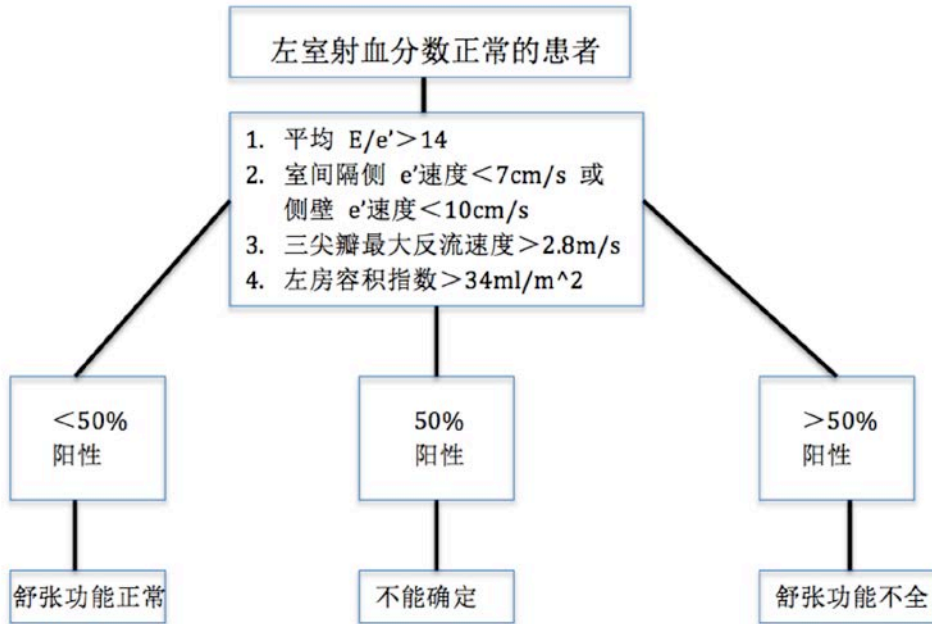 左室射血分数正常的患者
1. 平均 E/e'>14
2. 室间隔侧 e'速度<7cm/s 或
侧壁 e'速度<10cm/s
3. 三尖瓣最大反流速度>2.8m/s
4. 左房容积指数>34ml/m^2
<50%
阳性
50%
阳性
>50%
阳性
舒张功能正常
不能确定
舒张功能不全